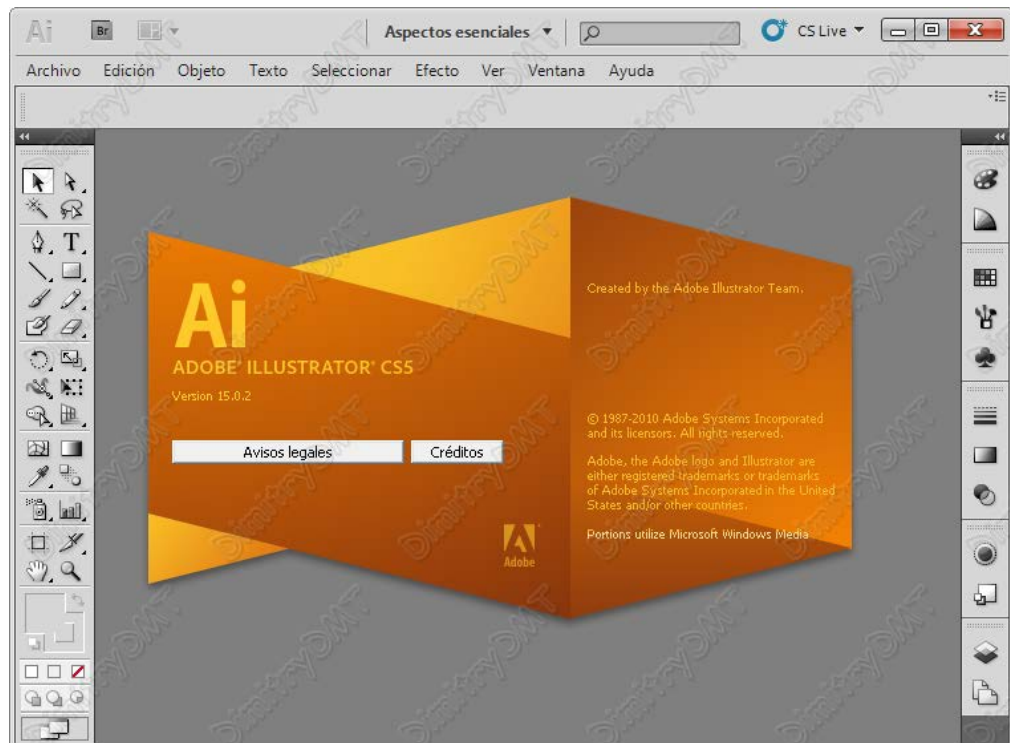 Ai Br Aspectos esenciales CS Live
Archivo Edición Objeto Texto Seleccionar Efecto Ver Ventana Ayuda
Ai
ADOBE® ILLUSTRATOR® CS5
Version 15.0.2
Avisos legales Créditos
Adobe
Created by the Adobe Illustrator Team.
© 1987-2010 Adobe Systems Incorporated
and its licensors. All rights reserved.
Adobe, the Adobe logo and Illustrator are
either registered trademarks or trademarks
of Adobe Systems Incorporated in the United
States and/or other countries.
Portions utilize Microsoft Windows Media
T
DimitryDMT